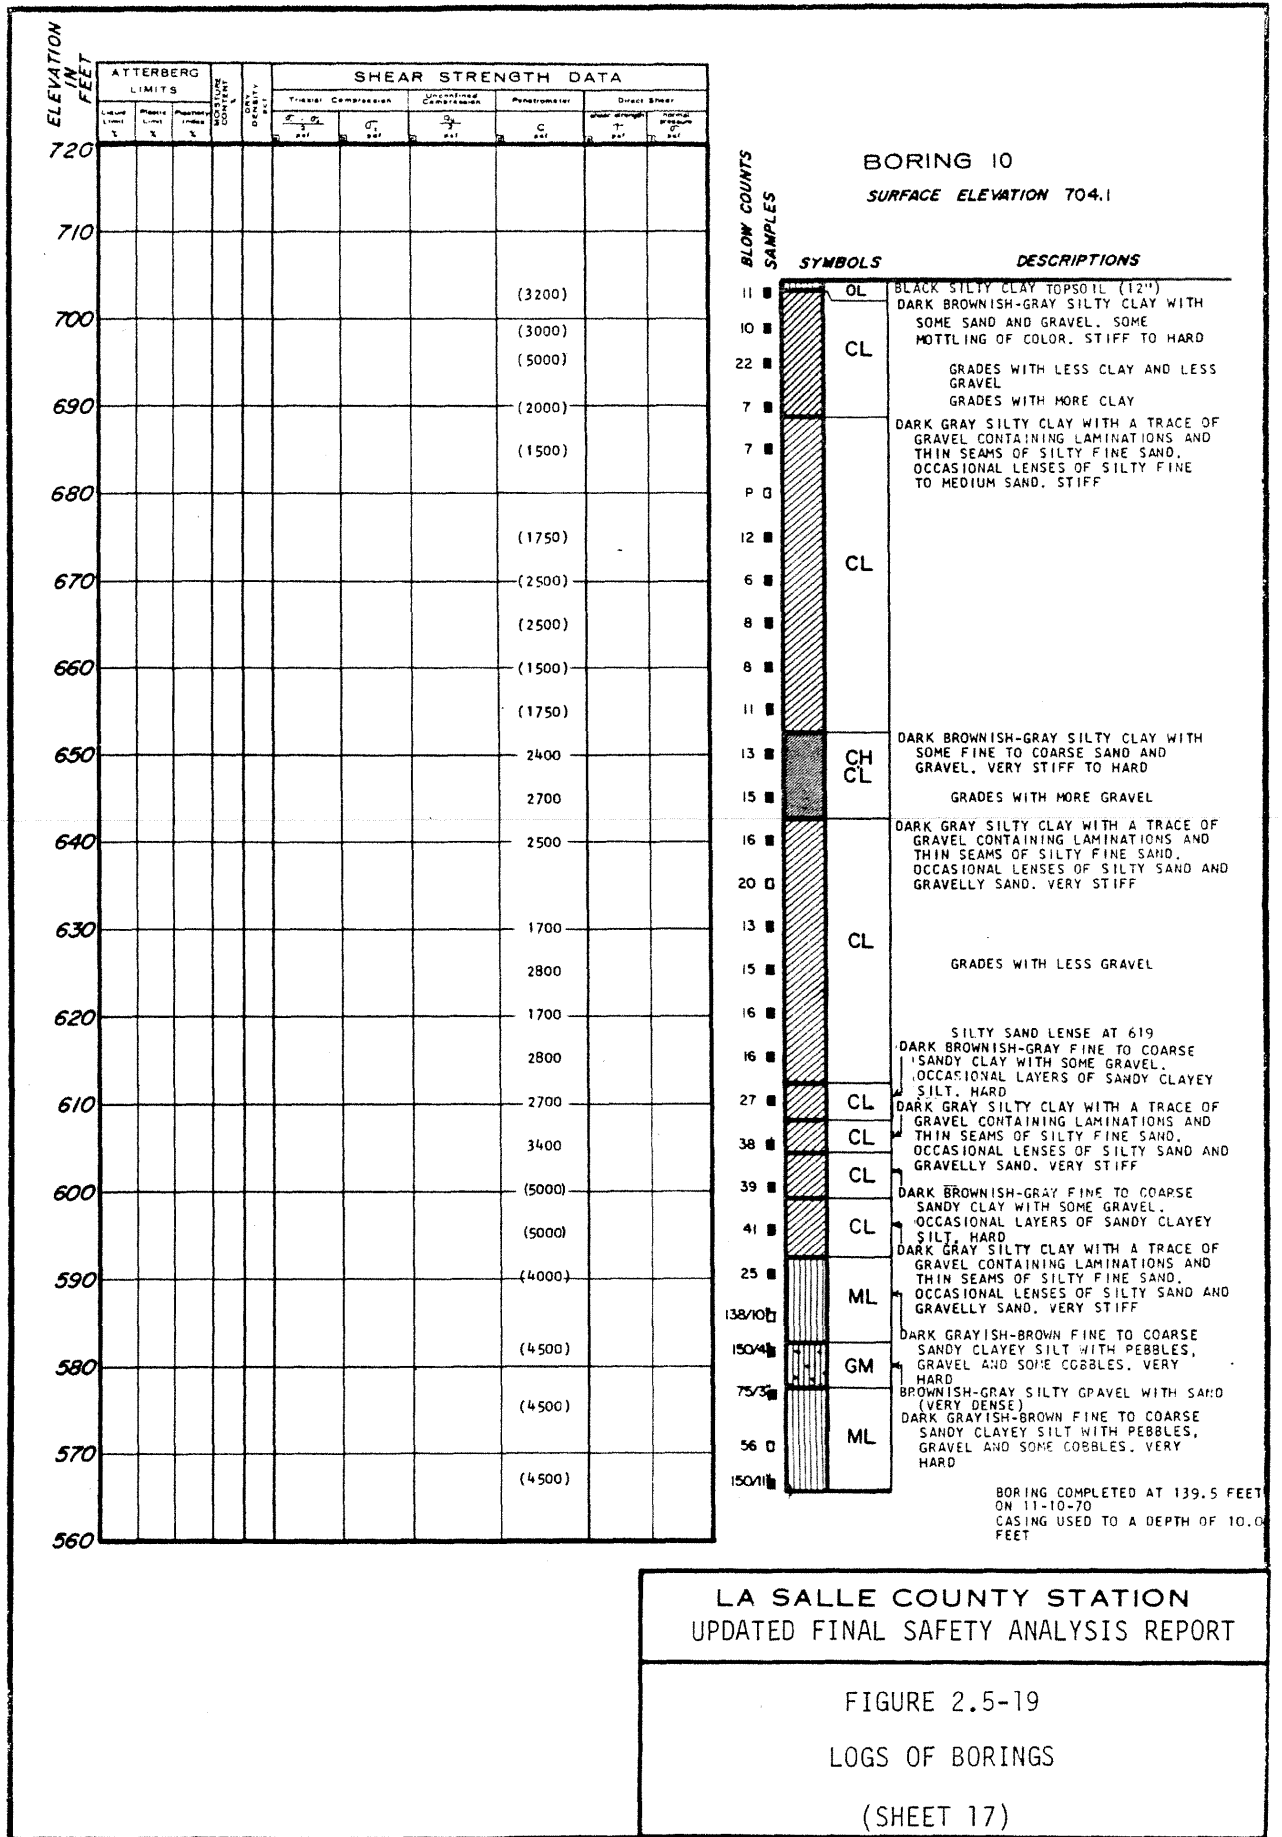 ELEVATION
IN
FEET
ATTERBERG
LIMITS
Liquid
Limit
%
Plastic
Limit
%
Plasticity
Index
%
MOISTURE
CONTENT
%
DRY
DENSITY
PCF
SHEAR STRENGTH DATA
Triaxial Compression
Unconfined
Compression
Penetrometer
Direct Shear
shear strength
normal
pressure
psf
psf
psf
C
psf
psf
psf
720
710
700
690
680
670
660
650
640
630
620
610
600
590
580
570
560
(3200)
(3000)
(5000)
(2000)
(1500)
(1750)
(2500)
(2500)
(1500)
(1750)
2400
2700
2500
1700
2800
1700
2800
2700
3400
(5000)
(5000)
(4000)
(4500)
(4500)
(4500)
BORING 10
SURFACE ELEVATION 704.1
BLOW COUNTS
SAMPLES
SYMBOLS
DESCRIPTIONS
11
10
22
7
7
P
12
6
8
8
11
13
15
16
20
13
15
16
16
27
38
39
41
25
138/10"
150/4"
75/3"
56
150/11"
OL
CL
CL
CH
CL
CL
CL
CL
CL
CL
ML
GM
ML
BLACK SILTY CLAY TOPSOIL (12")
DARK BROWNISH-GRAY SILTY CLAY WITH
SOME SAND AND GRAVEL. SOME
MOTTLING OF COLOR. STIFF TO HARD
GRADES WITH LESS CLAY AND LESS
GRAVEL
GRADES WITH MORE CLAY
DARK GRAY SILTY CLAY WITH A TRACE OF
GRAVEL CONTAINING LAMINATIONS AND
THIN SEAMS OF SILTY FINE SAND.
OCCASIONAL LENSES OF SILTY FINE
TO MEDIUM SAND. STIFF
DARK BROWNISH-GRAY SILTY CLAY WITH
SOME FINE TO COARSE SAND AND
GRAVEL. VERY STIFF TO HARD
GRADES WITH MORE GRAVEL
DARK GRAY SILTY CLAY WITH A TRACE OF
GRAVEL CONTAINING LAMINATIONS AND
THIN SEAMS OF SILTY FINE SAND.
OCCASIONAL LENSES OF SILTY SAND AND
GRAVELLY SAND. VERY STIFF
GRADES WITH LESS GRAVEL
SILTY SAND LENSE AT 619
DARK BROWNISH-GRAY FINE TO COARSE
SANDY CLAY WITH SOME GRAVEL.
OCCASIONAL LAYERS OF SANDY CLAYEY
SILT. HARD
DARK GRAY SILTY CLAY WITH A TRACE OF
GRAVEL CONTAINING LAMINATIONS AND
THIN SEAMS OF SILTY FINE SAND.
OCCASIONAL LENSES OF SILTY SAND AND
GRAVELLY SAND. VERY STIFF
DARK BROWNISH-GRAY FINE TO COARSE
SANDY CLAY WITH SOME GRAVEL.
OCCASIONAL LAYERS OF SANDY CLAYEY
SILT. HARD
DARK GRAY SILTY CLAY WITH A TRACE OF
GRAVEL CONTAINING LAMINATIONS AND
THIN SEAMS OF SILTY FINE SAND.
OCCASIONAL LENSES OF SILTY SAND AND
GRAVELLY SAND. VERY STIFF
DARK GRAYISH-BROWN FINE TO COARSE
SANDY CLAYEY SILT WITH PEBBLES,
GRAVEL AND SOME COBBLES. VERY
HARD
BROWNISH-GRAY SILTY GRAVEL WITH SAND
(VERY DENSE)
DARK GRAYISH-BROWN FINE TO COARSE
SANDY CLAYEY SILT WITH PEBBLES,
GRAVEL AND SOME COBBLES. VERY
HARD
BORING COMPLETED AT 139.5 FEET
ON 11-10-70
CASING USED TO A DEPTH OF 10.0
FEET
LA SALLE COUNTY STATION
UPDATED FINAL SAFETY ANALYSIS REPORT
FIGURE 2.5-19
LOGS OF BORINGS
(SHEET 17)